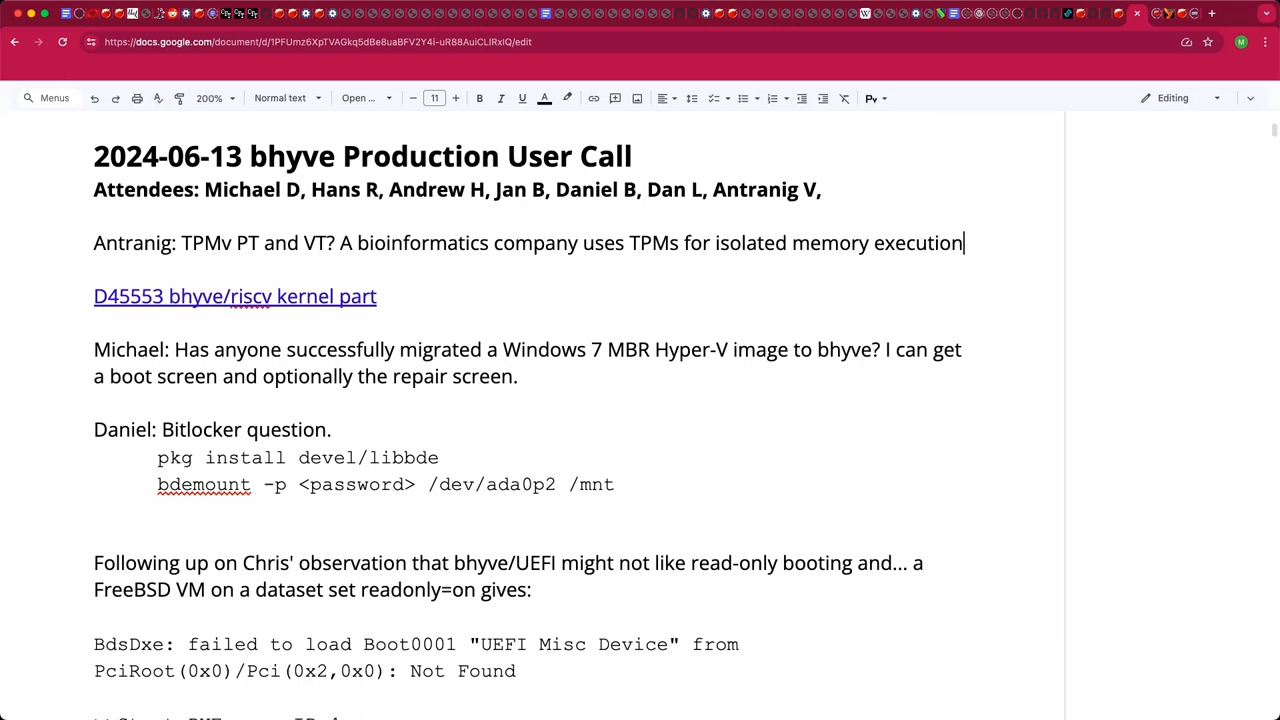 https://docs.google.com/document/d/1PFUmz6XpTVAGkq5dBe8uaBFV2Y4i-uR88AuiCLIRxIQ/edit
M
Menus
200%
Normal text
Open ...
11
B I U A
Editing
2024-06-13 bhyve Production User Call
Attendees: Michael D, Hans R, Andrew H, Jan B, Daniel B, Dan L, Antranig V,
Antranig: TPMv PT and VT? A bioinformatics company uses TPMs for isolated memory execution
D45553 bhyve/riscv kernel part
Michael: Has anyone successfully migrated a Windows 7 MBR Hyper-V image to bhyve? I can get
a boot screen and optionally the repair screen.
Daniel: Bitlocker question.
pkg install devel/libbde
bdemount -p <password> /dev/ada0p2 /mnt
Following up on Chris' observation that bhyve/UEFI might not like read-only booting and... a
FreeBSD VM on a dataset set readonly=on gives:
BdsDxe: failed to load Boot0001 "UEFI Misc Device" from
PciRoot(0x0)/Pci(0x2,0x0): Not Found